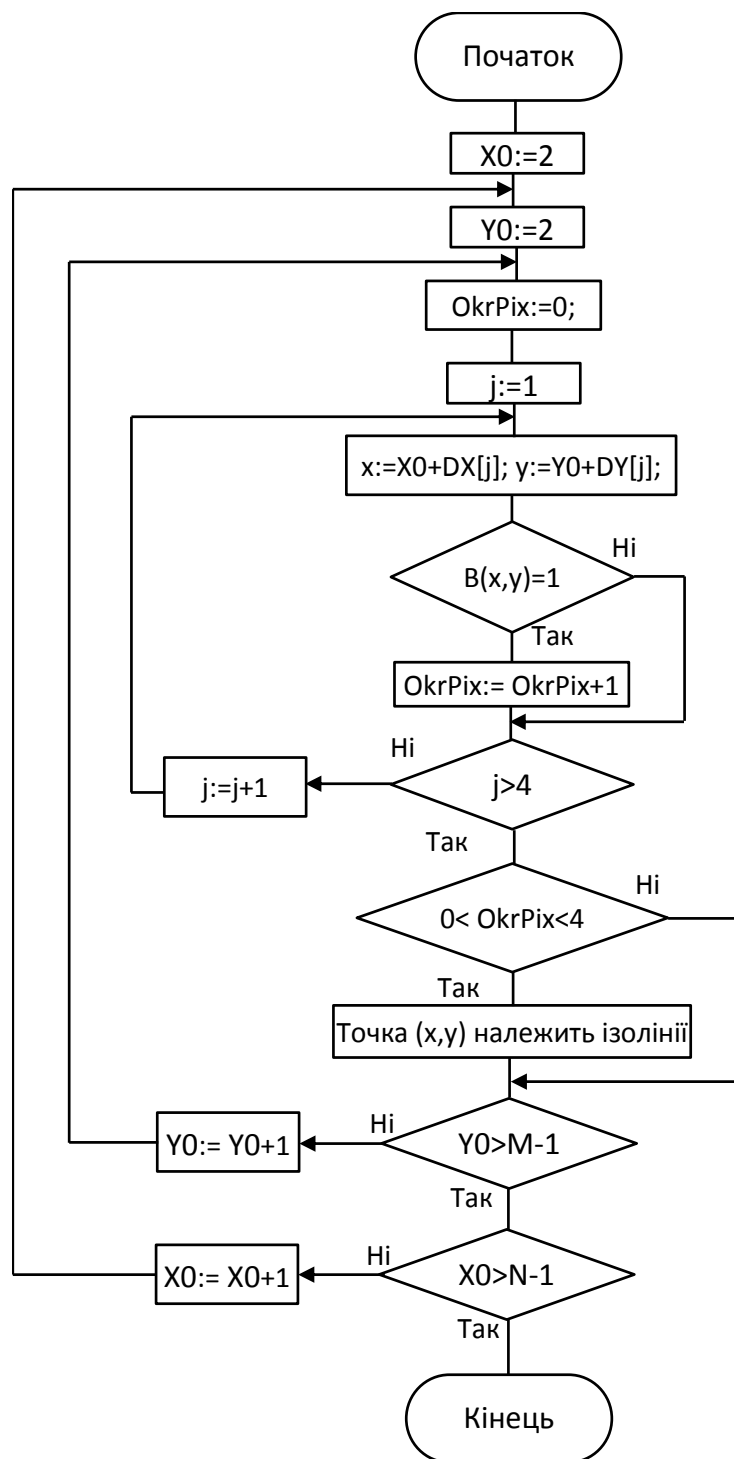 Початок
X0:=2
Y0:=2
OkrPix:=0;
j:=1
x:=X0+DX[j]; y:=Y0+DY[j];
Ні
B(x,y)=1
Так
OkrPix:= OkrPix+1
Ні
j:=j+1
j>4
Так
Ні
0< OkrPix<4
Так
Точка (x,y) належить ізолінії
Ні
Y0:= Y0+1
Y0>M-1
Так
Ні
X0:= X0+1
X0>N-1
Так
Кінець